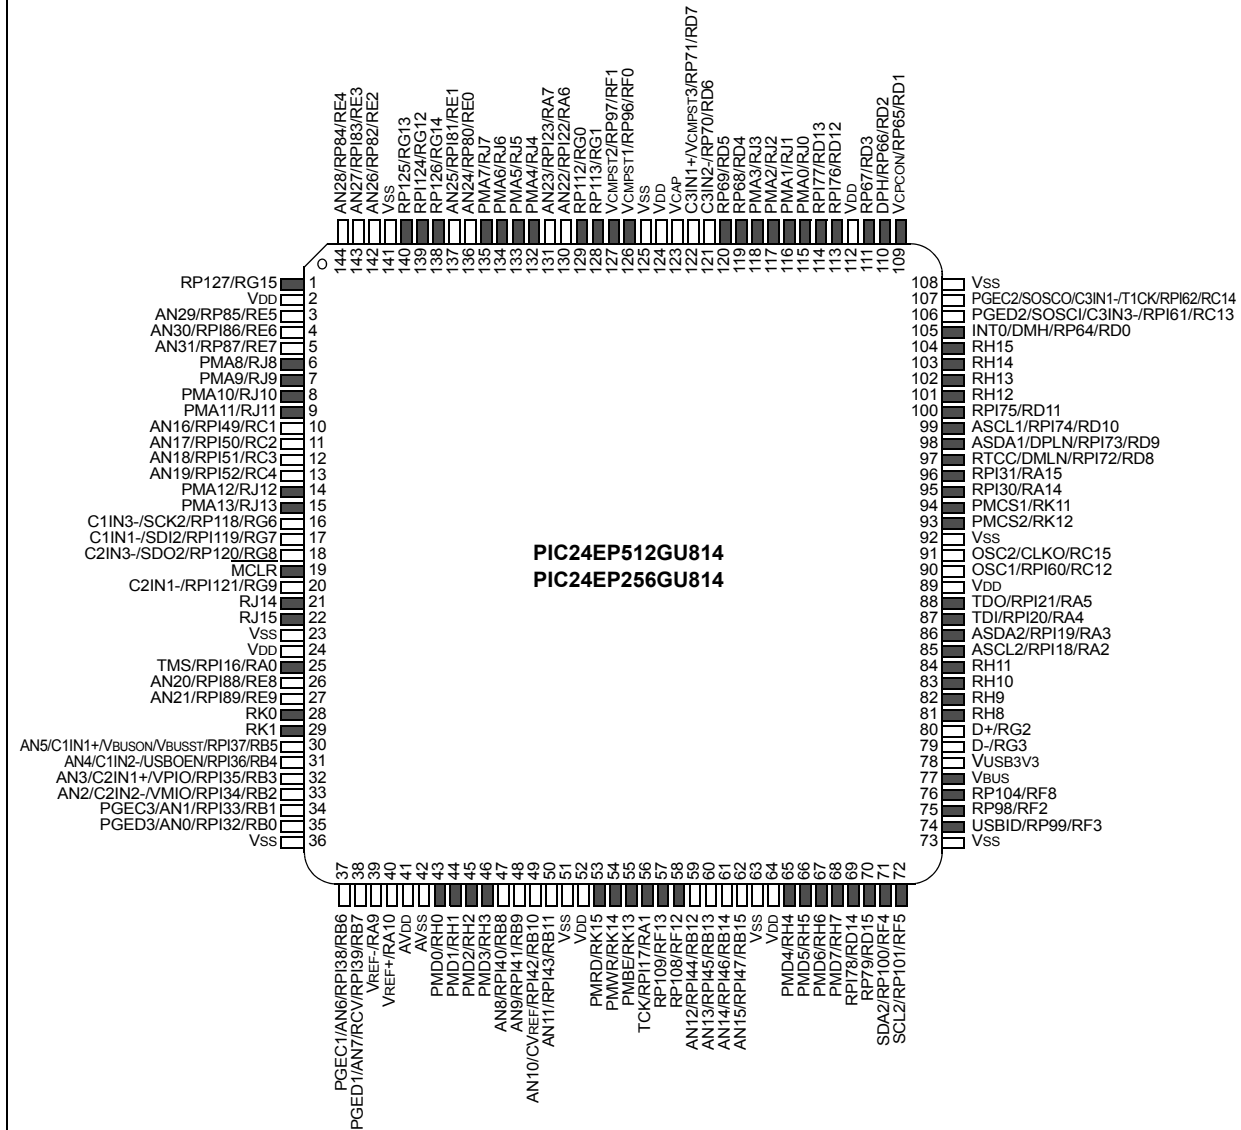 AN28/RP84/RE4
AN27/RPI83/RE3
AN26/RP82/RE2
VSS
RP125/RG13
RPI124/RG12
RP126/RG14
AN25/RPI81/RE1
AN24/RP80/RE0
PMA7/RJ7
PMA6/RJ6
PMA5/RJ5
PMA4/RJ4
AN23/RPI23/RA7
AN22/RPI22/RA6
RP112/RG0
RP113/RG1
VCMPST2/RP97/RF1
VCMPST1/RP96/RF0
VSS
VDD
VCAP
C3IN1+/VCMPST3/RP71/RD7
C3IN2-/RP70/RD6
RP69/RD5
RP68/RD4
PMA3/RJ3
PMA2/RJ2
PMA1/RJ1
PMA0/RJ0
RPI77/RD13
RPI76/RD12
VDD
RP67/RD3
DPH/RP66/RD2
VCPCON/RP65/RD1
144 143 142 141 140 139 138 137 136 135 134 133 132 131 130 129 128 127 126 125 124 123 122 121 120 119 118 117 116 115 114 113 112 111 110 109
RP127/RG15 1
VDD 2
AN29/RP85/RE5 3
AN30/RPI86/RE6 4
AN31/RP87/RE7 5
PMA8/RJ8 6
PMA9/RJ9 7
PMA10/RJ10 8
PMA11/RJ11 9
AN16/RPI49/RC1 10
AN17/RPI50/RC2 11
AN18/RPI51/RC3 12
AN19/RPI52/RC4 13
PMA12/RJ12 14
PMA13/RJ13 15
C1IN3-/SCK2/RP118/RG6 16
C1IN1-/SDI2/RPI119/RG7 17
C2IN3-/SDO2/RP120/RG8 18
MCLR 19
C2IN1-/RPI121/RG9 20
RJ14 21
RJ15 22
VSS 23
VDD 24
TMS/RPI16/RA0 25
AN20/RPI88/RE8 26
AN21/RPI89/RE9 27
RK0 28
RK1 29
AN5/C1IN1+/VBUSON/VBUSST/RPI37/RB5 30
AN4/C1IN2-/USBOEN/RPI36/RB4 31
AN3/C2IN1+/VPIO/RPI35/RB3 32
AN2/C2IN2-/VMIO/RPI34/RB2 33
PGEC3/AN1/RPI33/RB1 34
PGED3/AN0/RPI32/RB0 35
VSS 36
PIC24EP512GU814
PIC24EP256GU814
108 VSS
107 PGEC2/SOSCO/C3IN1-/T1CK/RPI62/RC14
106 PGED2/SOSCI/C3IN3-/RPI61/RC13
105 INT0/DMH/RP64/RD0
104 RH15
103 RH14
102 RH13
101 RH12
100 RPI75/RD11
99 ASCL1/RPI74/RD10
98 ASDA1/DPLN/RPI73/RD9
97 RTCC/DMLN/RPI72/RD8
96 RPI31/RA15
95 RPI30/RA14
94 PMCS1/RK11
93 PMCS2/RK12
92 VSS
91 OSC2/CLKO/RC15
90 OSC1/RPI60/RC12
89 VDD
88 TDO/RPI21/RA5
87 TDI/RPI20/RA4
86 ASDA2/RPI19/RA3
85 ASCL2/RPI18/RA2
84 RH11
83 RH10
82 RH9
81 RH8
80 D+/RG2
79 D-/RG3
78 VUSB3V3
77 VBUS
76 RP104/RF8
75 RP98/RF2
74 USBID/RP99/RF3
73 VSS
37 38 39 40 41 42 43 44 45 46 47 48 49 50 51 52 53 54 55 56 57 58 59 60 61 62 63 64 65 66 67 68 69 70 71 72
PGEC1/AN6/RPI38/RB6
PGED1/AN7/RCV/RPI39/RB7
VREF-/RA9
VREF+/RA10
AVDD
AVSS
PMD0/RH0
PMD1/RH1
PMD2/RH2
PMD3/RH3
AN8/RPI40/RB8
AN9/RPI41/RB9
AN10/CVREF/RPI42/RB10
AN11/RPI43/RB11
VSS
VDD
PMRD/RK15
PMWR/RK14
PMBE/RK13
TCK/RPI17/RA1
RP109/RF13
RP108/RF12
AN12/RPI44/RB12
AN13/RPI45/RB13
AN14/RPI46/RB14
AN15/RPI47/RB15
VSS
VDD
PMD4/RH4
PMD5/RH5
PMD6/RH6
PMD7/RH7
RPI78/RD14
RP79/RD15
SDA2/RP100/RF4
SCL2/RP101/RF5